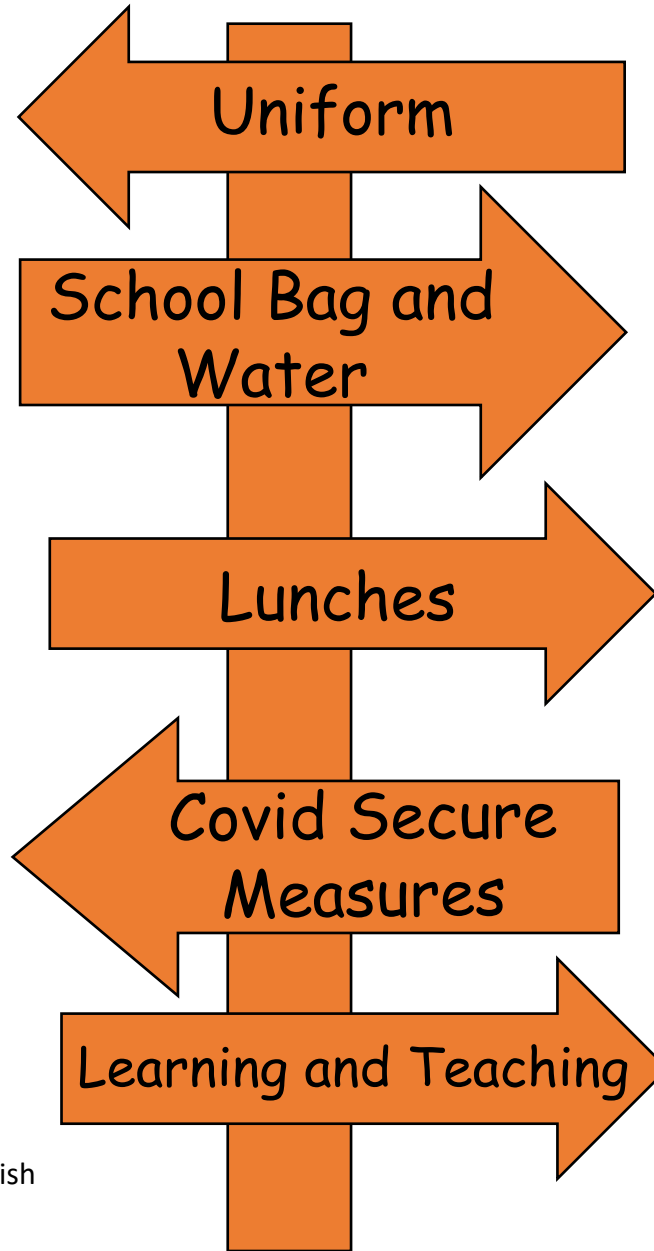 Uniform
School Bag and
Water
Lunches
Covid Secure
Measures
Learning and Teaching
ish